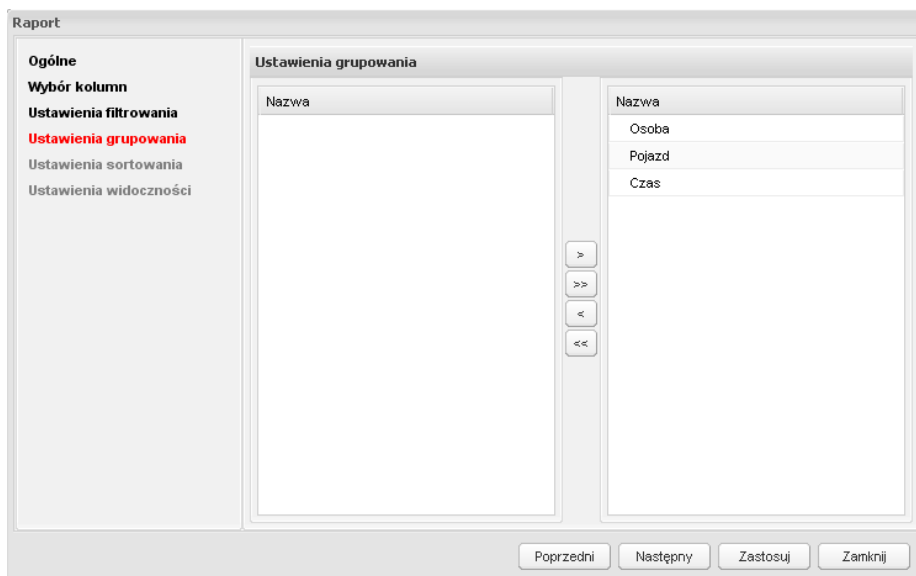 Raport
Ogólne
Wybór kolumn
Ustawienia filtrowania
Ustawienia grupowania
Ustawienia sortowania
Ustawienia widoczności
Ustawienia grupowania
Nazwa
>
>>
<
<<
Nazwa
Osoba
Pojazd
Czas
Poprzedni
Następny
Zastosuj
Zamknij